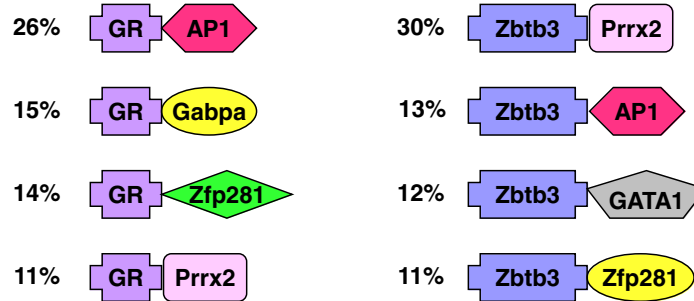 26% GR AP1 30% Zbtb3 Prrx2
15% GR Gabpa 13% Zbtb3 AP1
14% GR Zfp281 12% Zbtb3 GATA1
11% GR Prrx2 11% Zbtb3 Zfp281